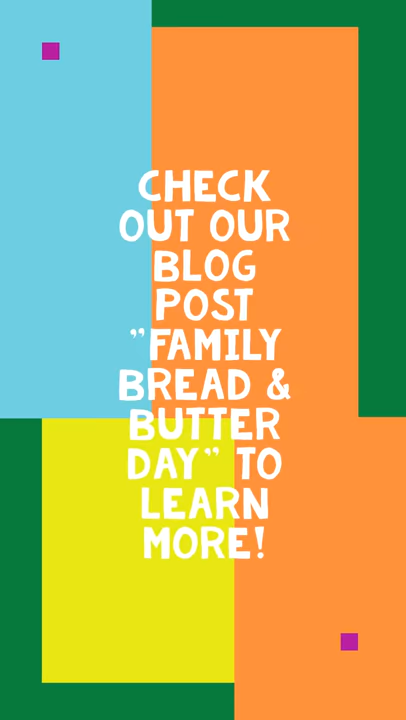 CHECK
OUT OUR
BLOG
POST
”FAMILY
BREAD &
BUTTER
DAY” TO
LEARN
MORE!